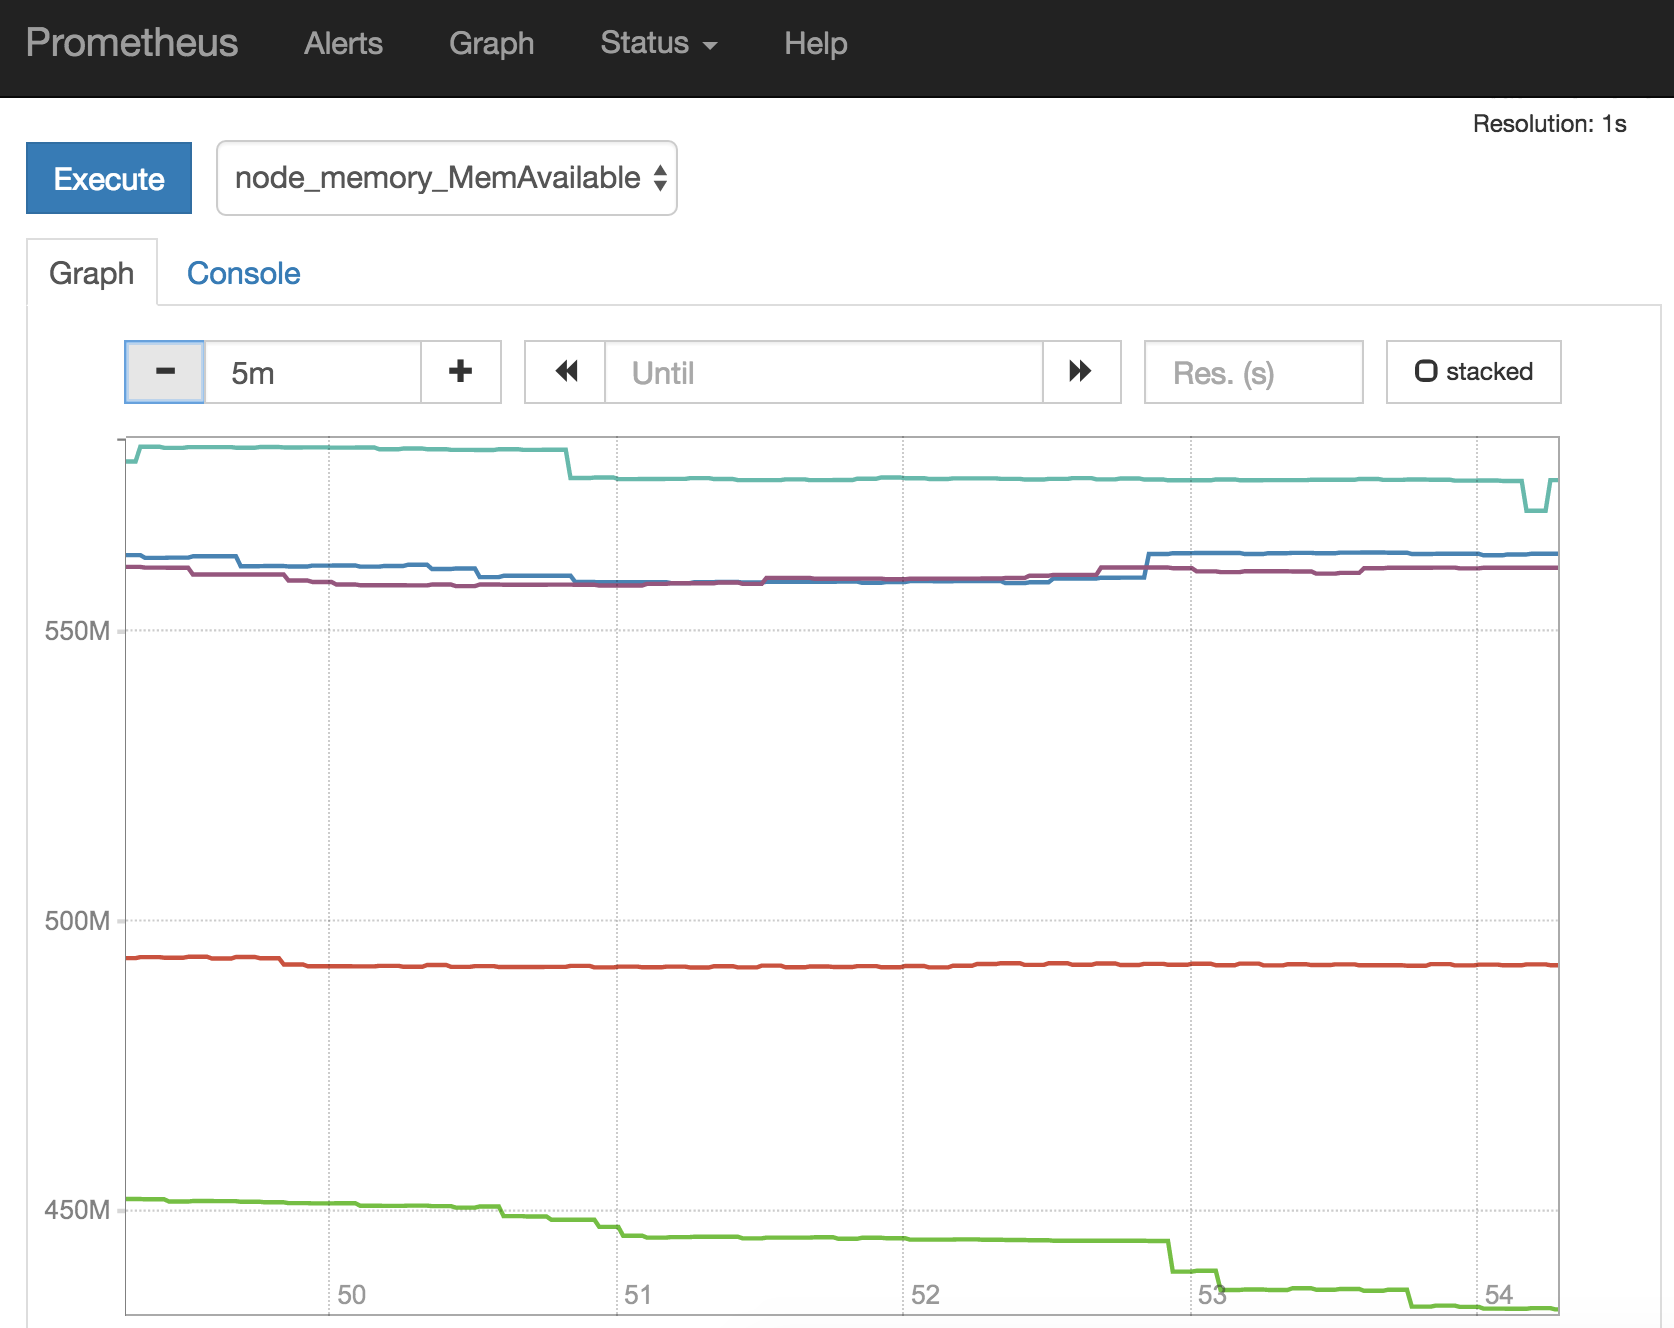 Prometheus Alerts Graph Status Help
Resolution: 1s
Execute node_memory_MemAvailable
Graph Console
5m Until Res. (s) stacked
550M
500M
450M
50 51 52 53 54